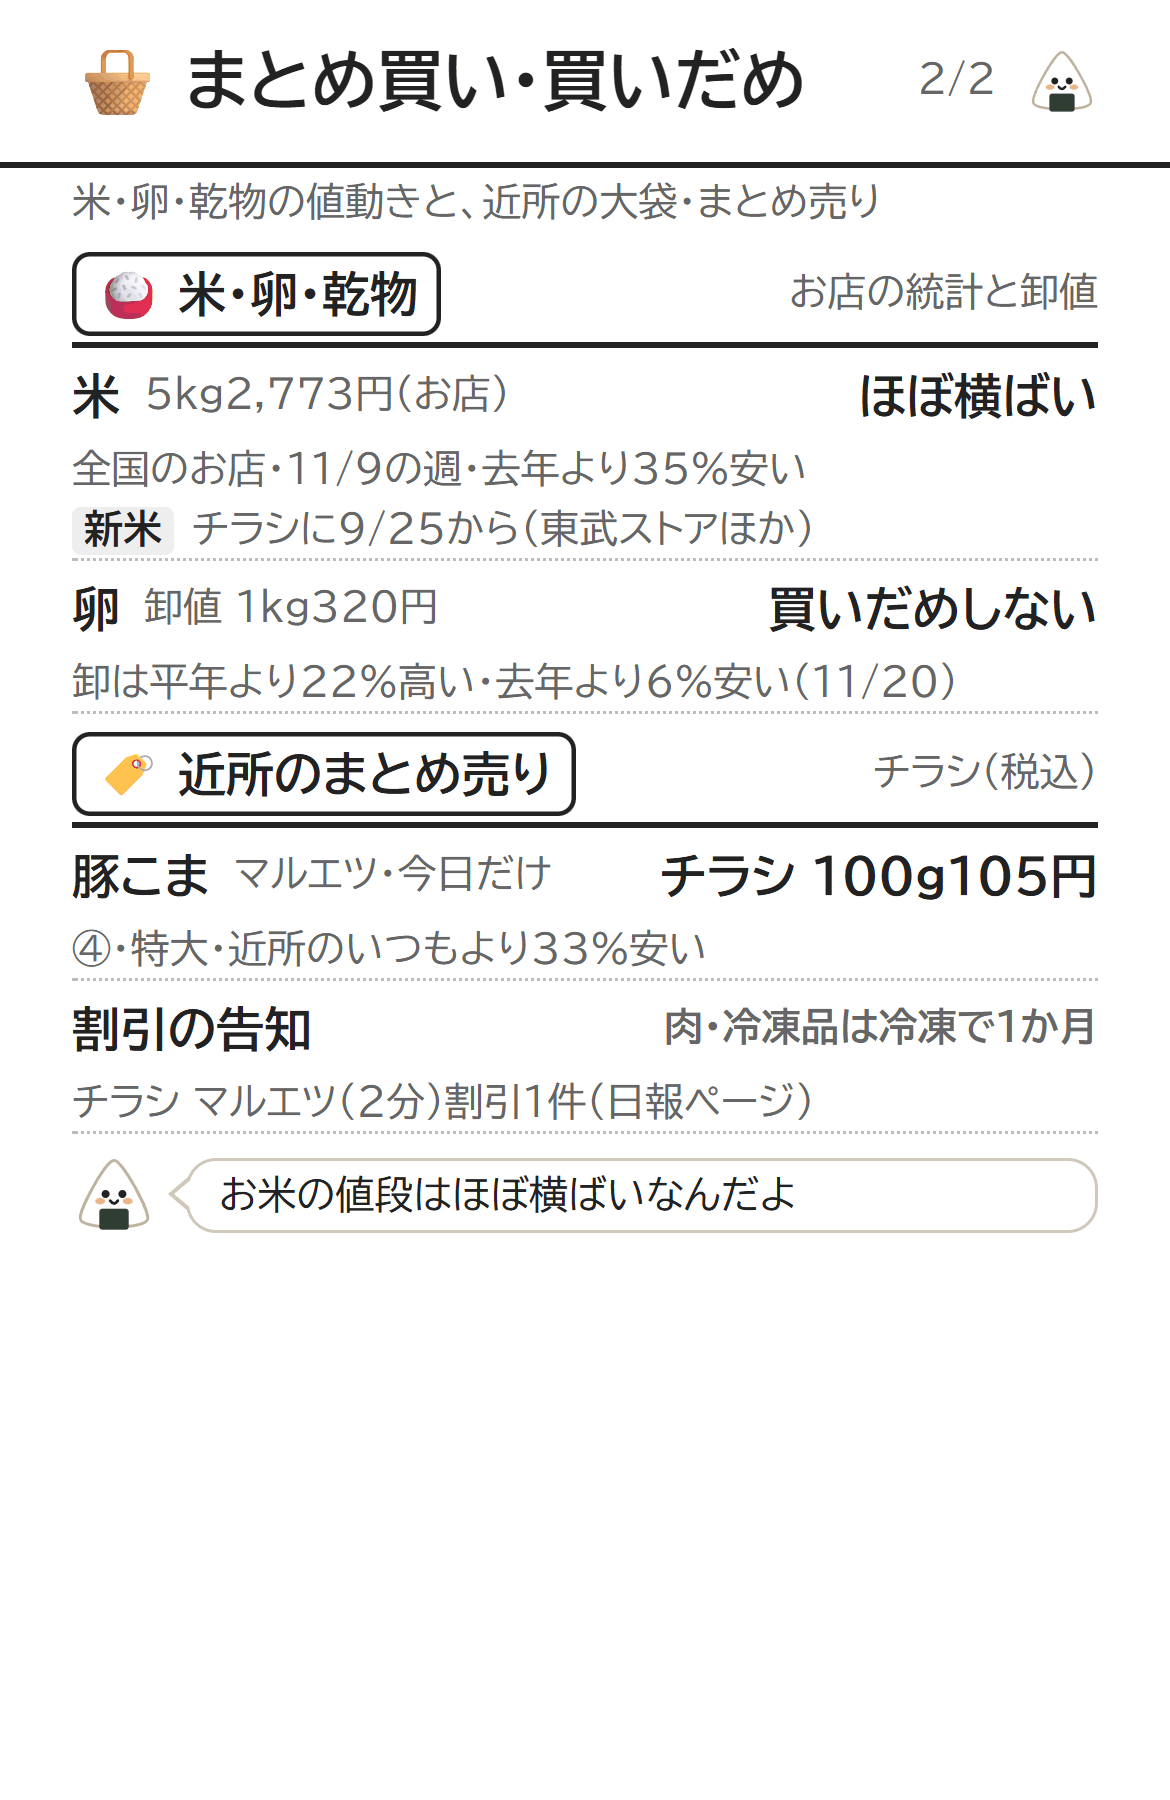 まとめ買い・買いだめ 2/2
米・卵・乾物の値動きと、近所の大袋・まとめ売り
米・卵・乾物 お店の統計と卸値
米 5kg2,773円(お店) ほぼ横ばい
全国のお店・11/9の週・去年より35%安い
新米 チラシに9/25から(東武ストアほか)
卵 卸値 1kg320円 買いだめしない
卸は平年より22%高い・去年より6%安い(11/20)
近所のまとめ売り チラシ(税込)
豚こま マルエツ・今日だけ チラシ 100g105円
④・特大・近所のいつもより33%安い
割引の告知 肉・冷凍品は冷凍で1か月
チラシ マルエツ(2分)割引1件(日報ページ)
お米の値段はほぼ横ばいなんだよ